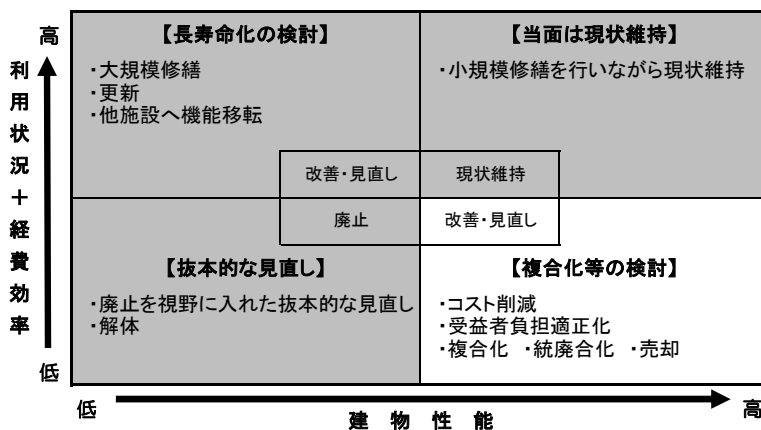 高
利用状況＋経費効率
低
【長寿命化の検討】
・大規模修繕
・更新
・他施設へ機能移転
【当面は現状維持】
・小規模修繕を行いながら現状維持
改善・見直し
現状維持
廃止
改善・見直し
【抜本的な見直し】
・廃止を視野に入れた抜本的な見直し
・解体
【複合化等の検討】
・コスト削減
・受益者負担適正化
・複合化 ・統廃合化 ・売却
低
建物性能
高